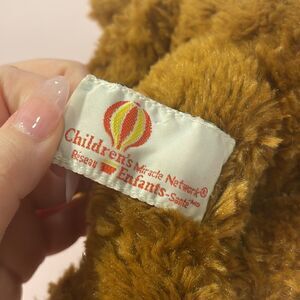 Children's Miracle Network®
Réseau Enfants-Santé